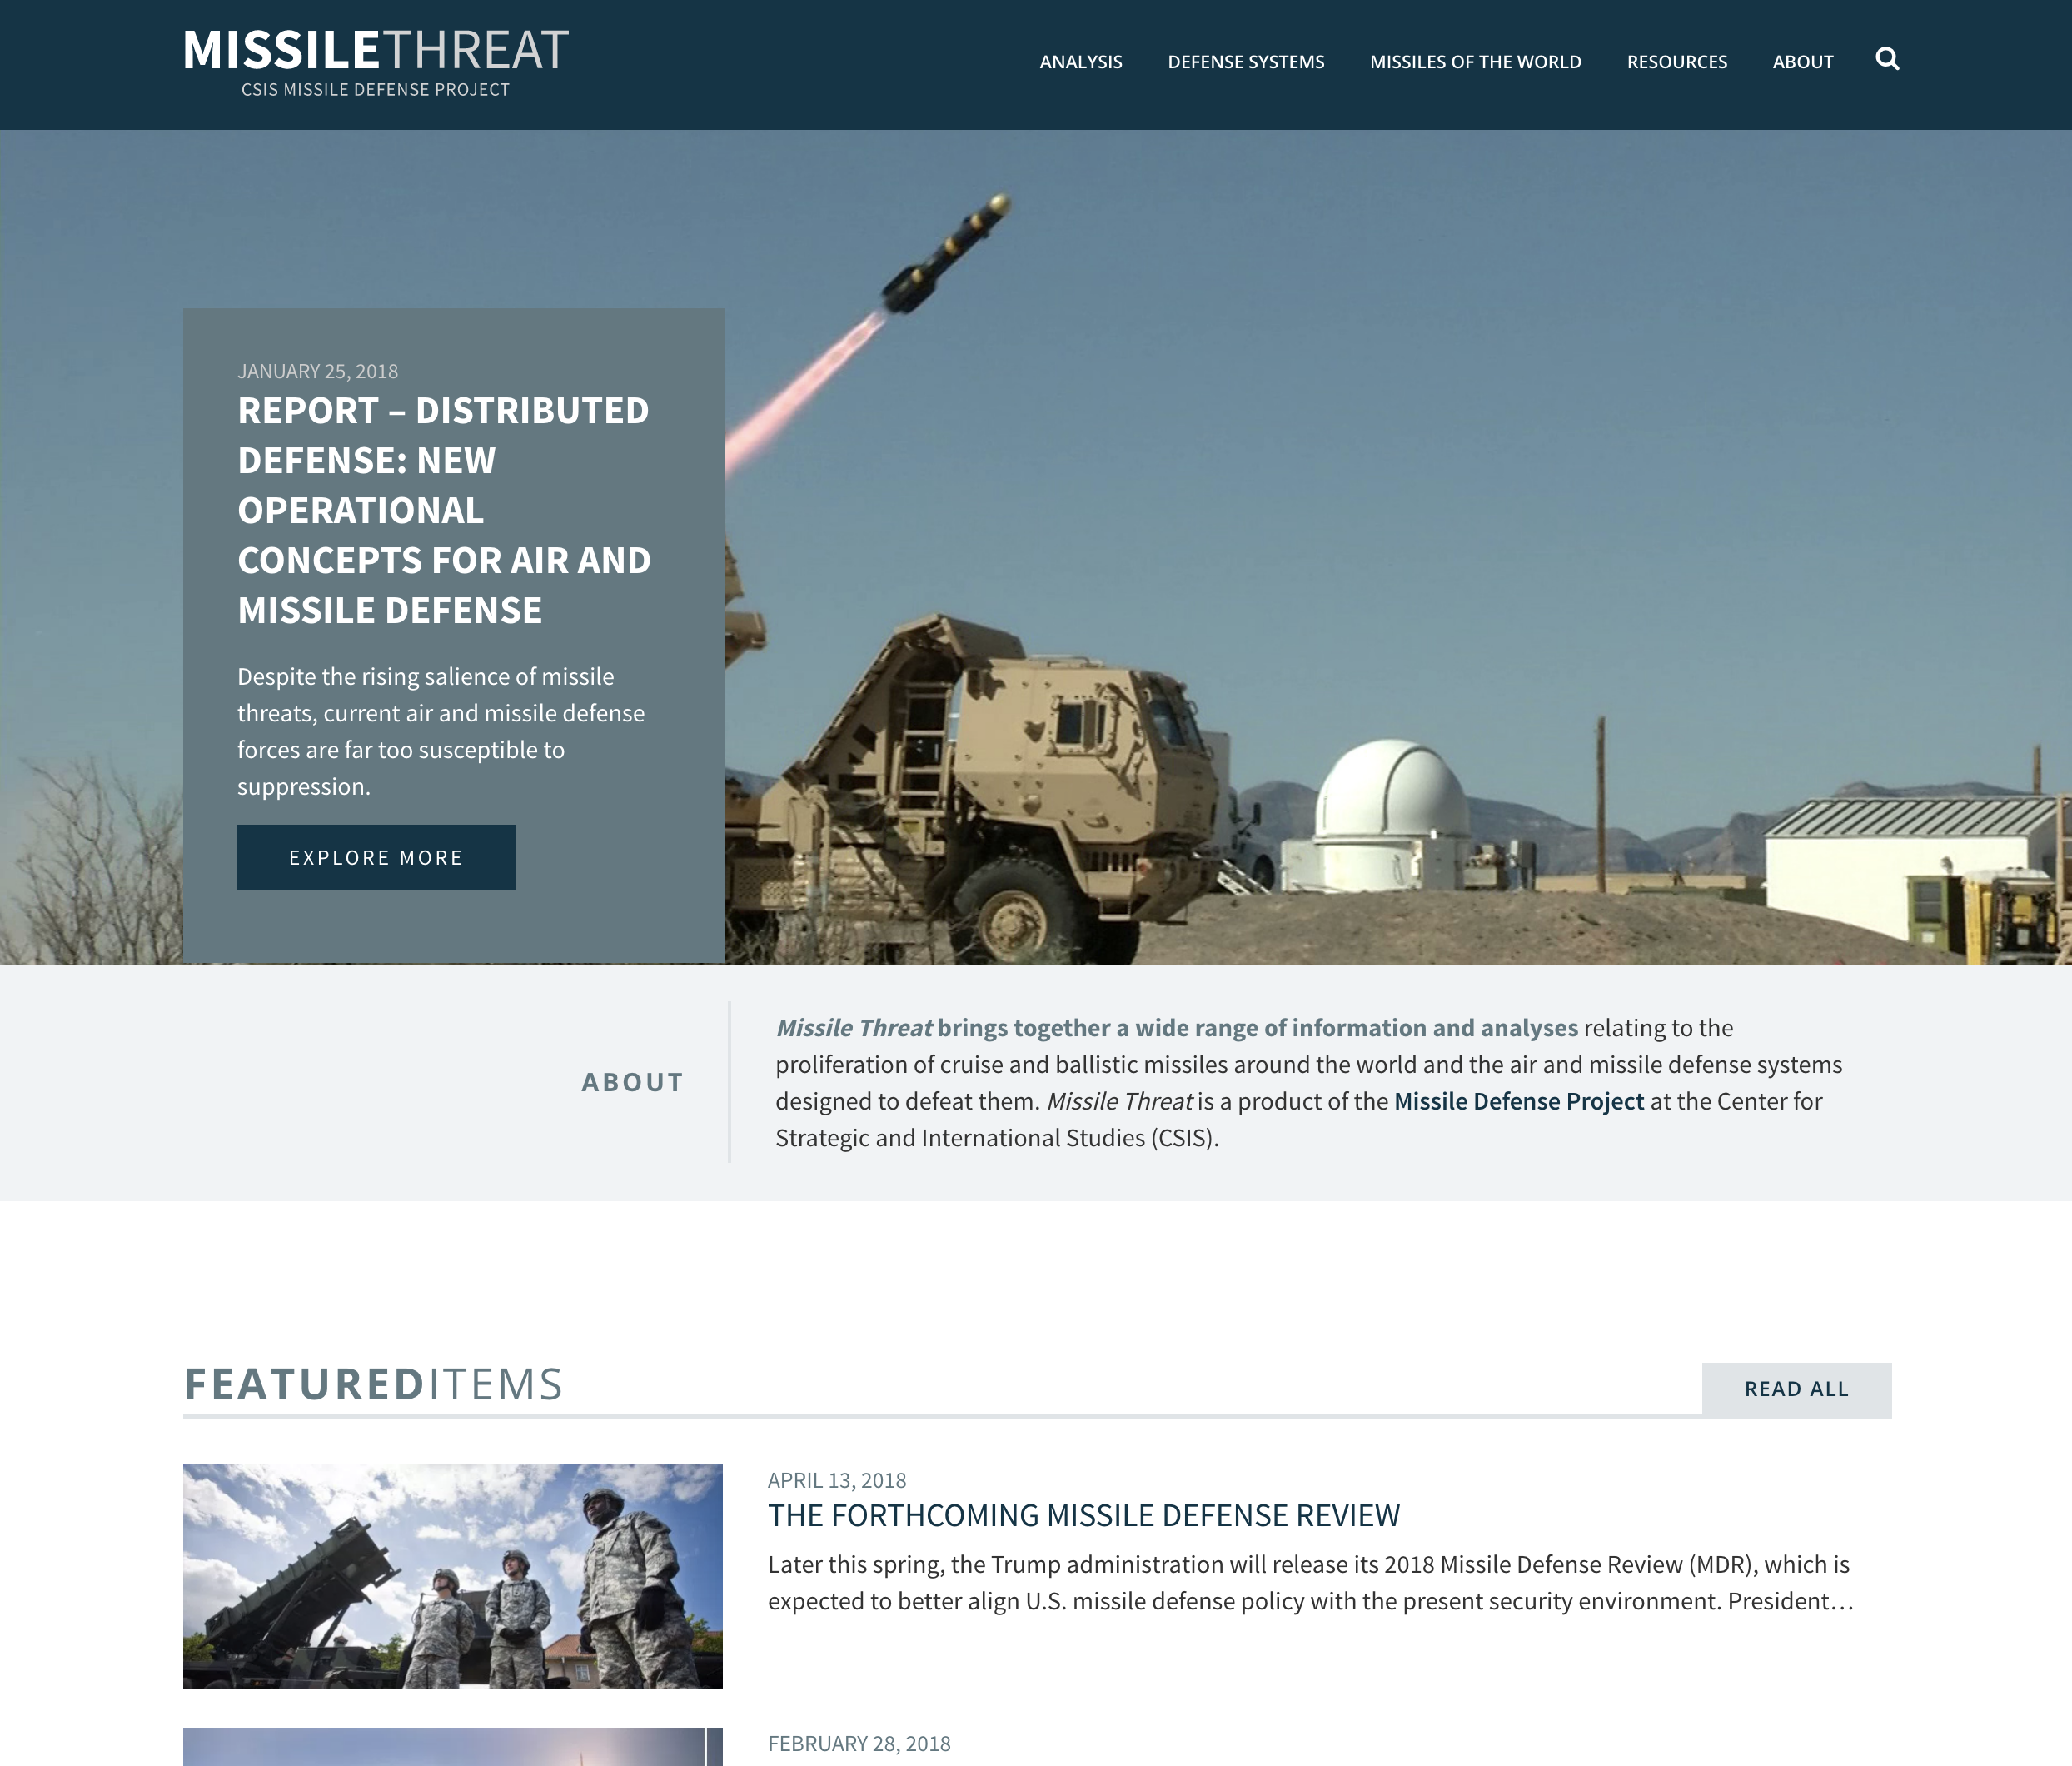 MISSILETHREAT
CSIS MISSILE DEFENSE PROJECT
ANALYSIS DEFENSE SYSTEMS MISSILES OF THE WORLD RESOURCES ABOUT
JANUARY 25, 2018
REPORT – DISTRIBUTED
DEFENSE: NEW
OPERATIONAL
CONCEPTS FOR AIR AND
MISSILE DEFENSE
Despite the rising salience of missile
threats, current air and missile defense
forces are far too susceptible to
suppression.
EXPLORE MORE
ABOUT
Missile Threat brings together a wide range of information and analyses relating to the
proliferation of cruise and ballistic missiles around the world and the air and missile defense systems
designed to defeat them. Missile Threat is a product of the Missile Defense Project at the Center for
Strategic and International Studies (CSIS).
FEATUREDITEMS
READ ALL
APRIL 13, 2018
THE FORTHCOMING MISSILE DEFENSE REVIEW
Later this spring, the Trump administration will release its 2018 Missile Defense Review (MDR), which is
expected to better align U.S. missile defense policy with the present security environment. President…
FEBRUARY 28, 2018